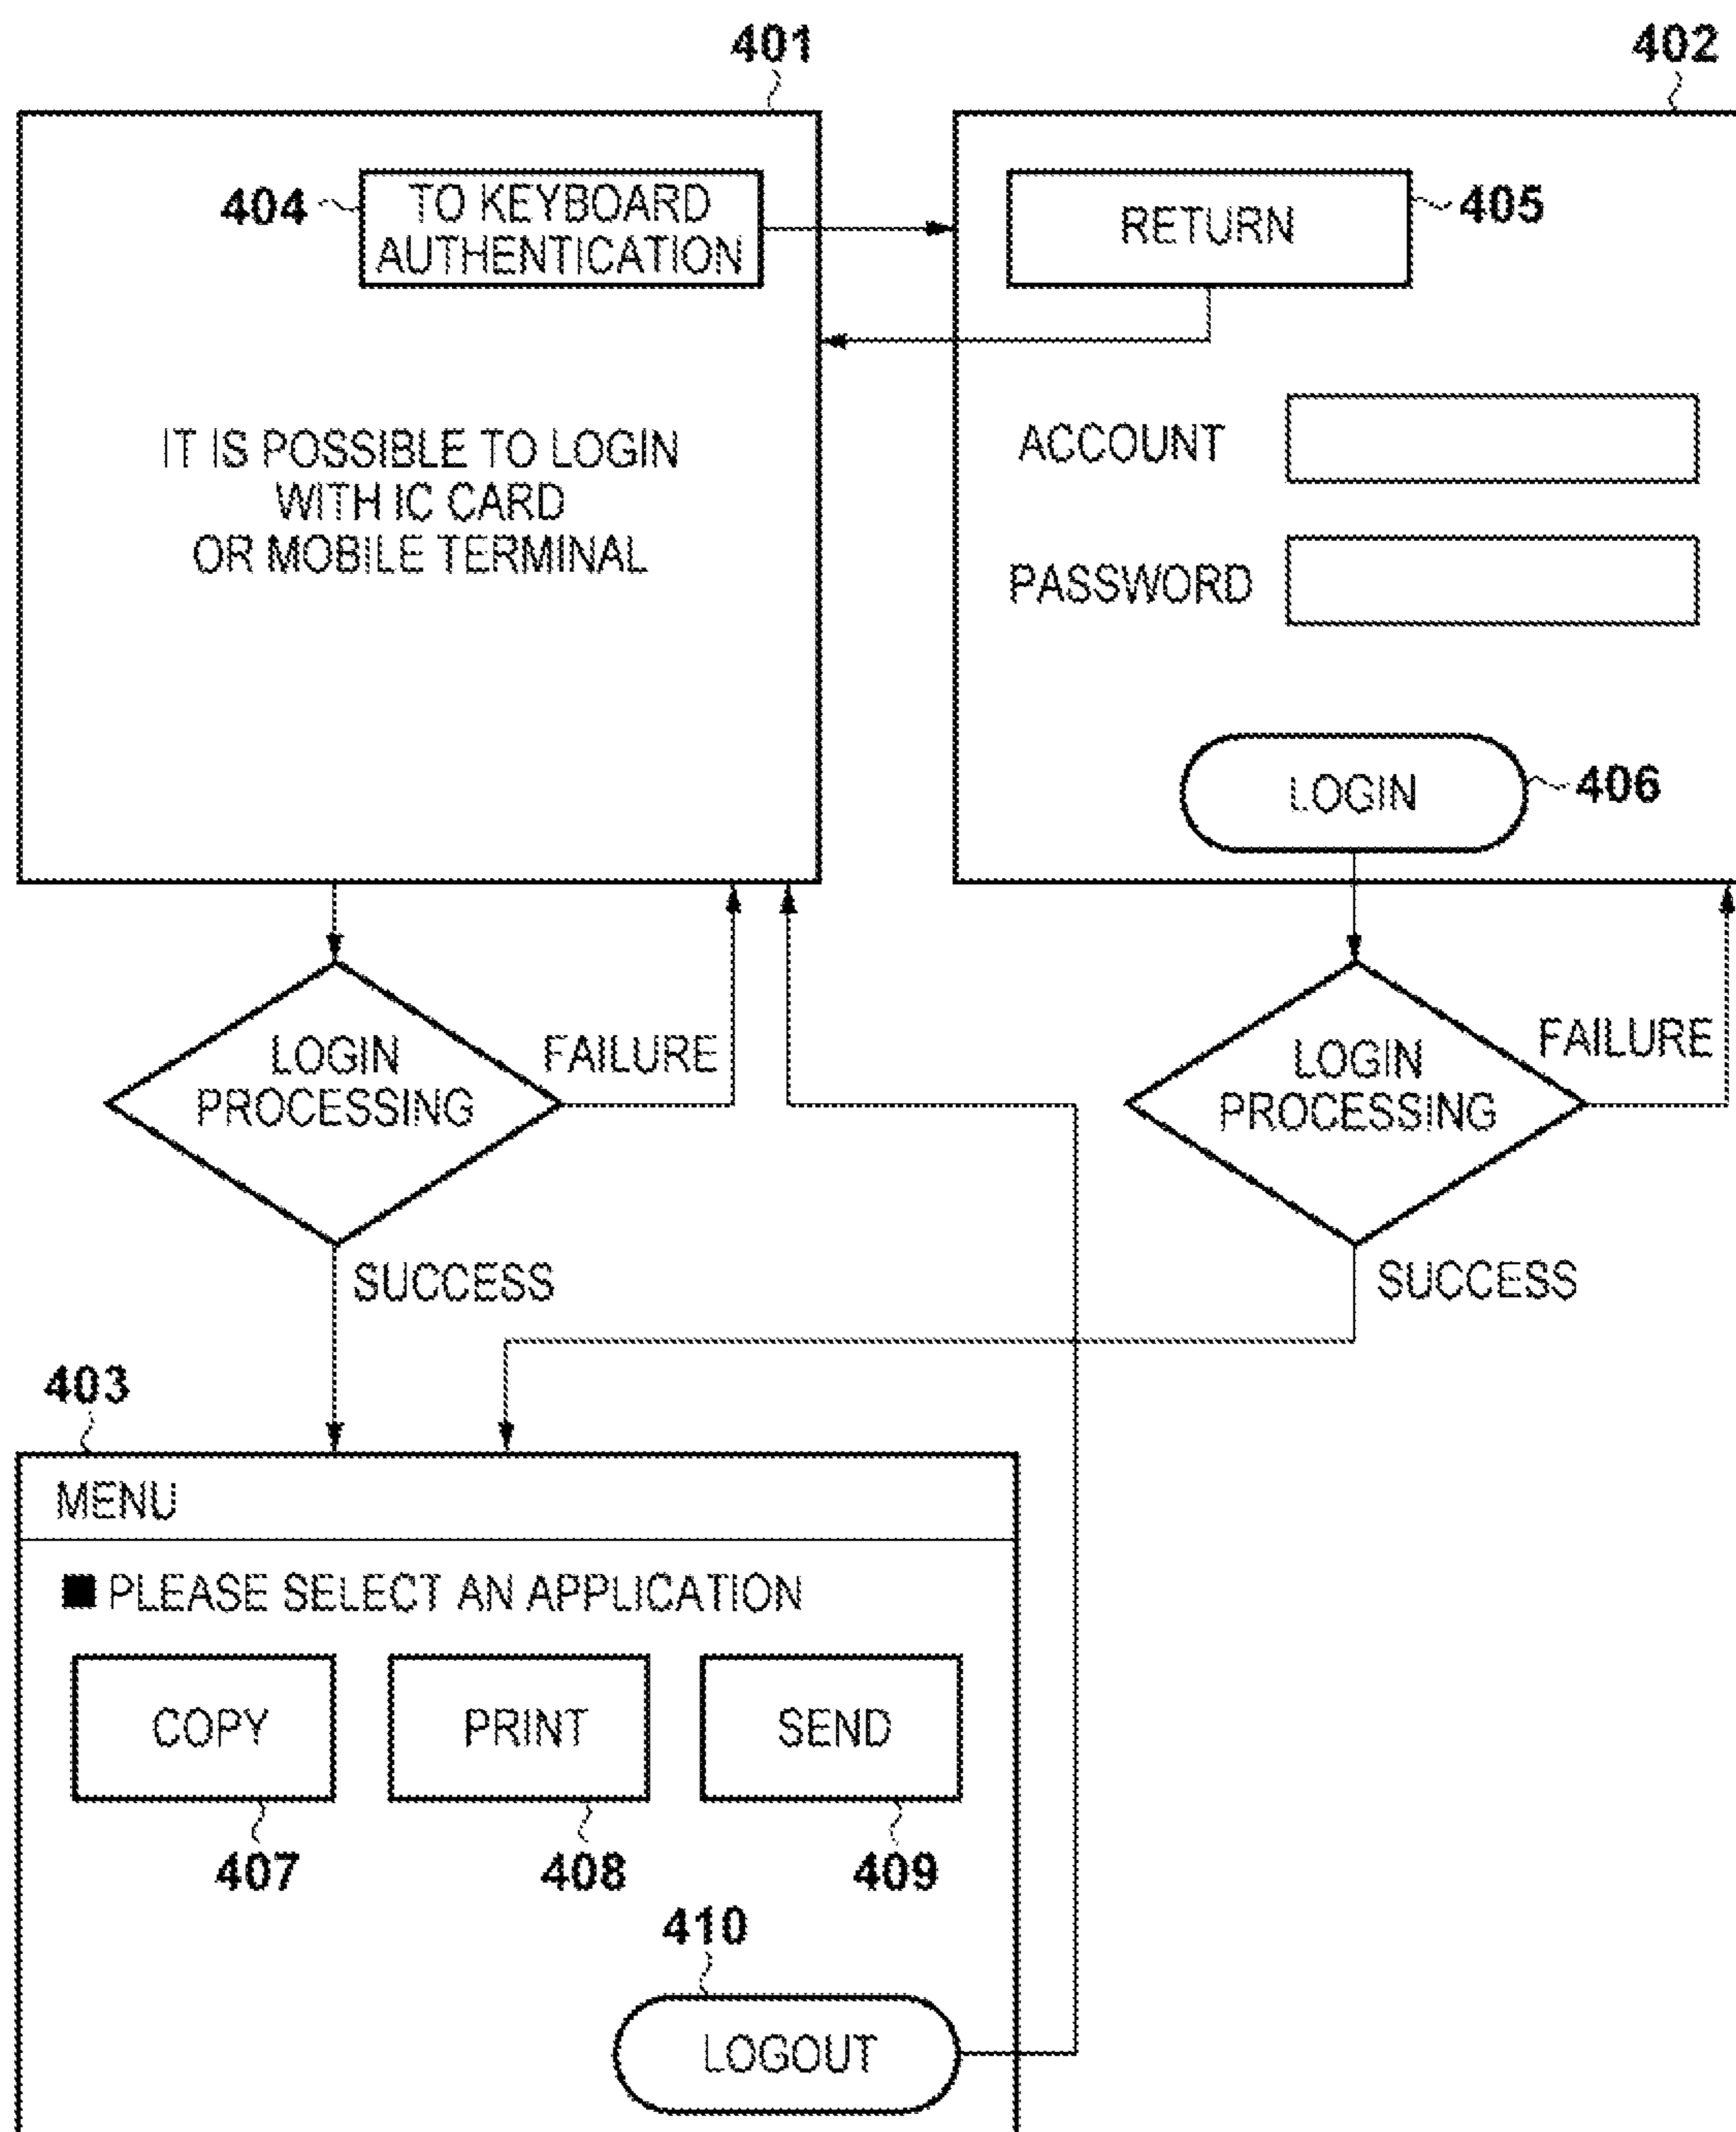 401
402
404
TO KEYBOARD
AUTHENTICATION
RETURN
405
IT IS POSSIBLE TO LOGIN
WITH IC CARD
OR MOBILE TERMINAL
ACCOUNT
PASSWORD
LOGIN
406
LOGIN
PROCESSING
FAILURE
SUCCESS
LOGIN
PROCESSING
FAILURE
SUCCESS
403
MENU
■ PLEASE SELECT AN APPLICATION
COPY
PRINT
SEND
407
408
409
410
LOGOUT